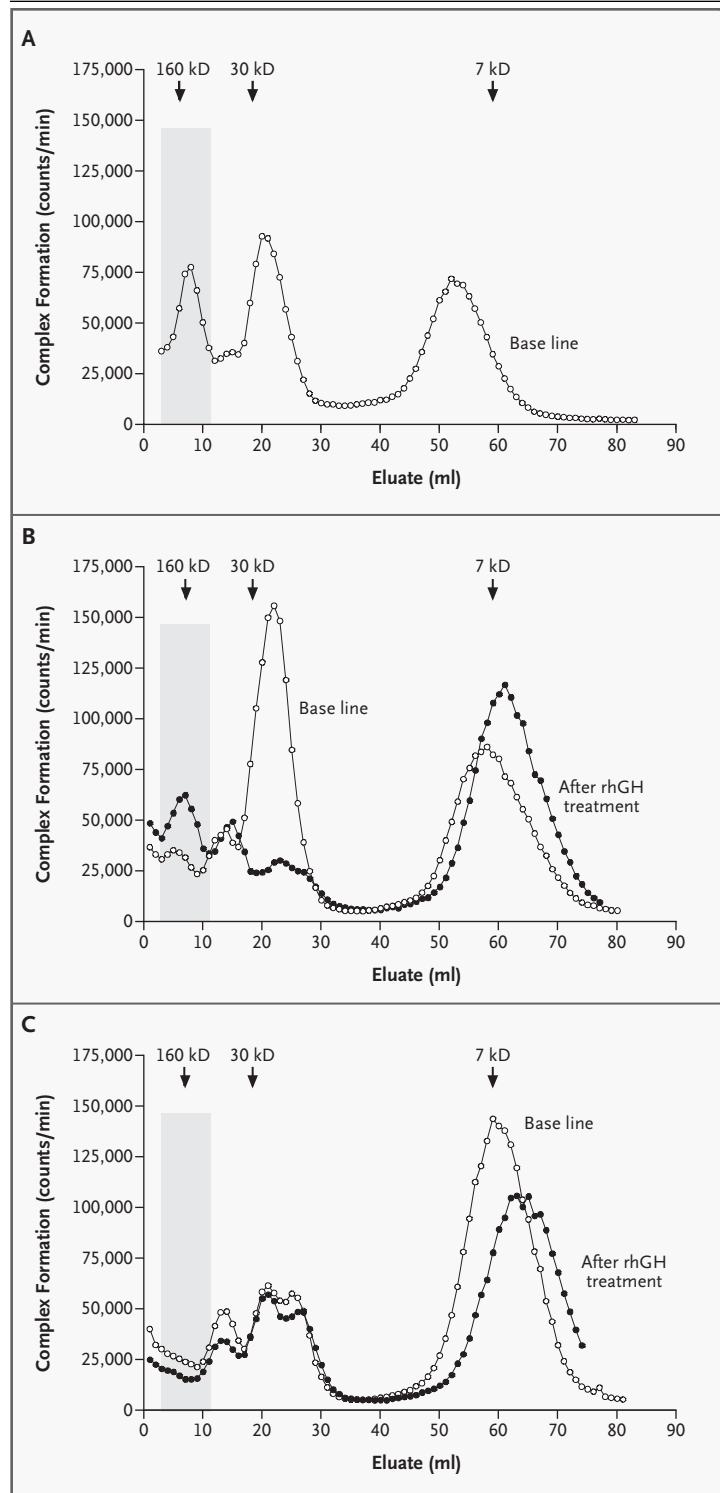 A
Complex Formation (counts/min)
175,000
150,000
125,000
100,000
75,000
50,000
25,000
0
160 kD
30 kD
7 kD
Base line
0
10
20
30
40
50
60
70
80
90
Eluate (ml)
B
Complex Formation (counts/min)
175,000
150,000
125,000
100,000
75,000
50,000
25,000
0
160 kD
30 kD
7 kD
Base line
After rhGH
treatment
0
10
20
30
40
50
60
70
80
90
Eluate (ml)
C
Complex Formation (counts/min)
175,000
150,000
125,000
100,000
75,000
50,000
25,000
0
160 kD
30 kD
7 kD
Base line
After rhGH
treatment
0
10
20
30
40
50
60
70
80
90
Eluate (ml)